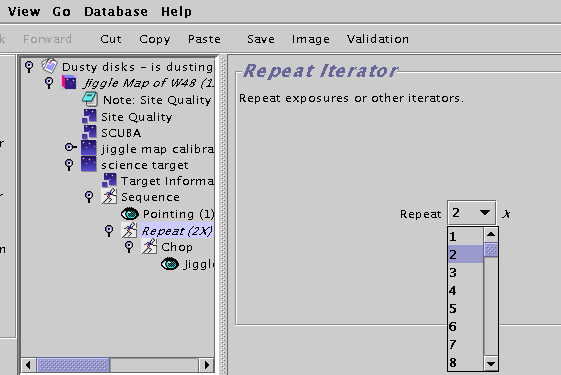 View Go Database Help
Forward Cut Copy Paste Save Image Validation
Dusty disks - is dusting
Jiggle Map of W48 (1
Note: Site Quality
Site Quality
SCUBA
jiggle map calibra
science target
Target Informa
Sequence
Pointing (1)
Repeat (2X)
Chop
Jiggl
Repeat Iterator
Repeat exposures or other iterators.
Repeat 2 x
1
2
3
4
5
6
7
8